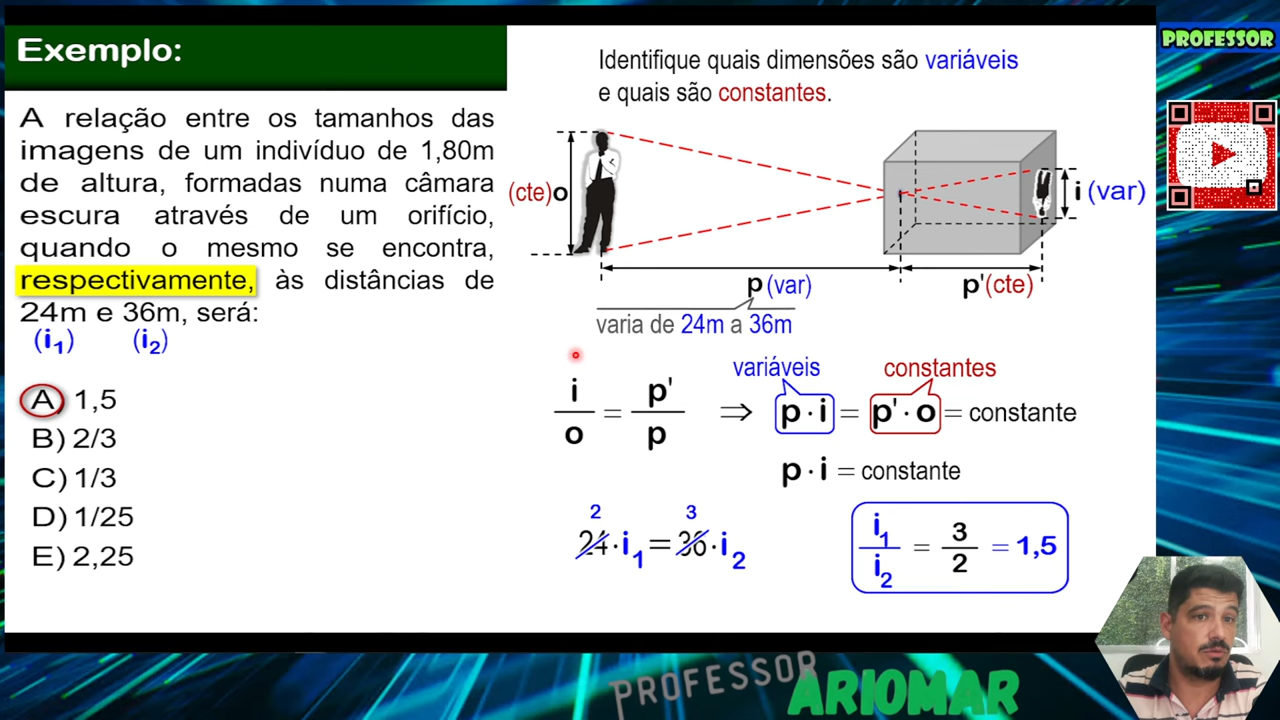 Exemplo:
A relação entre os tamanhos das
imagens de um indivíduo de 1,80m
de altura, formadas numa câmara
escura através de um orifício,
quando o mesmo se encontra,
respectivamente, às distâncias de
24m e 36m, será:
(i₁) (i₂)
A) 1,5
B) 2/3
C) 1/3
D) 1/25
E) 2,25
Identifique quais dimensões são variáveis
e quais são constantes.
(cte)o
i (var)
p (var)
p'(cte)
varia de 24m a 36m
variáveis
constantes
i/o = p'/p ⇒ p · i = p' · o = constante
p · i = constante
2 3
24 · i₁ = 36 · i₂
i₁/i₂ = 3/2 = 1,5
PROFESSOR
PROFESSOR
ARIOMAR